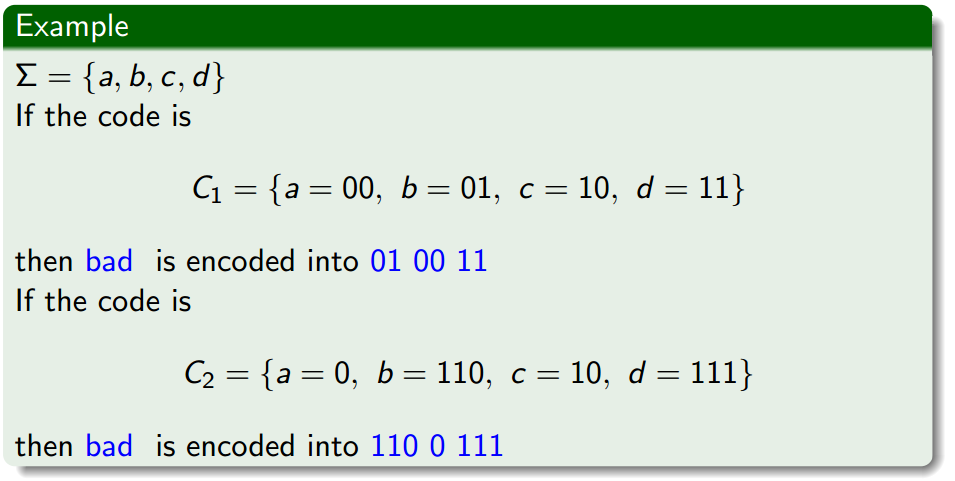 Example
Σ = {a, b, c, d}
If the code is
C₁ = {a = 00, b = 01, c = 10, d = 11}
then bad is encoded into 01 00 11
If the code is
C₂ = {a = 0, b = 110, c = 10, d = 111}
then bad is encoded into 110 0 111